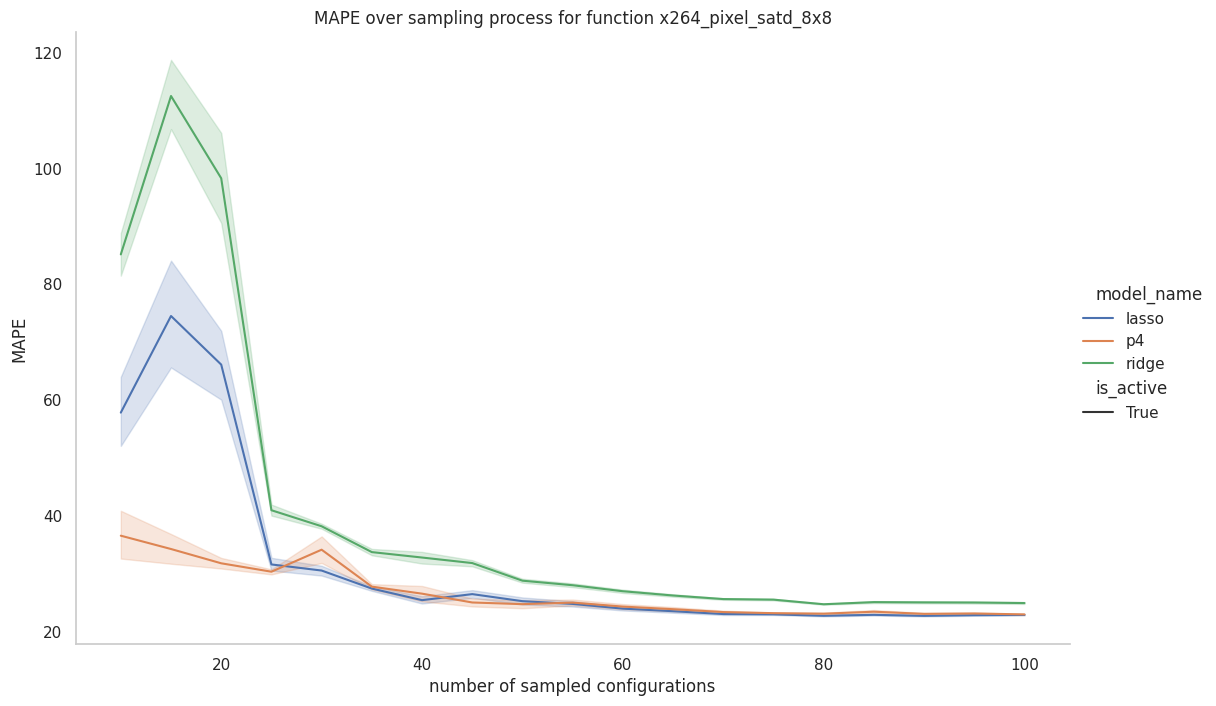 MAPE over sampling process for function x264_pixel_satd_8x8
120
100
80
60
40
20
MAPE
20 40 60 80 100
number of sampled configurations
model_name
lasso
p4
ridge
is_active
True